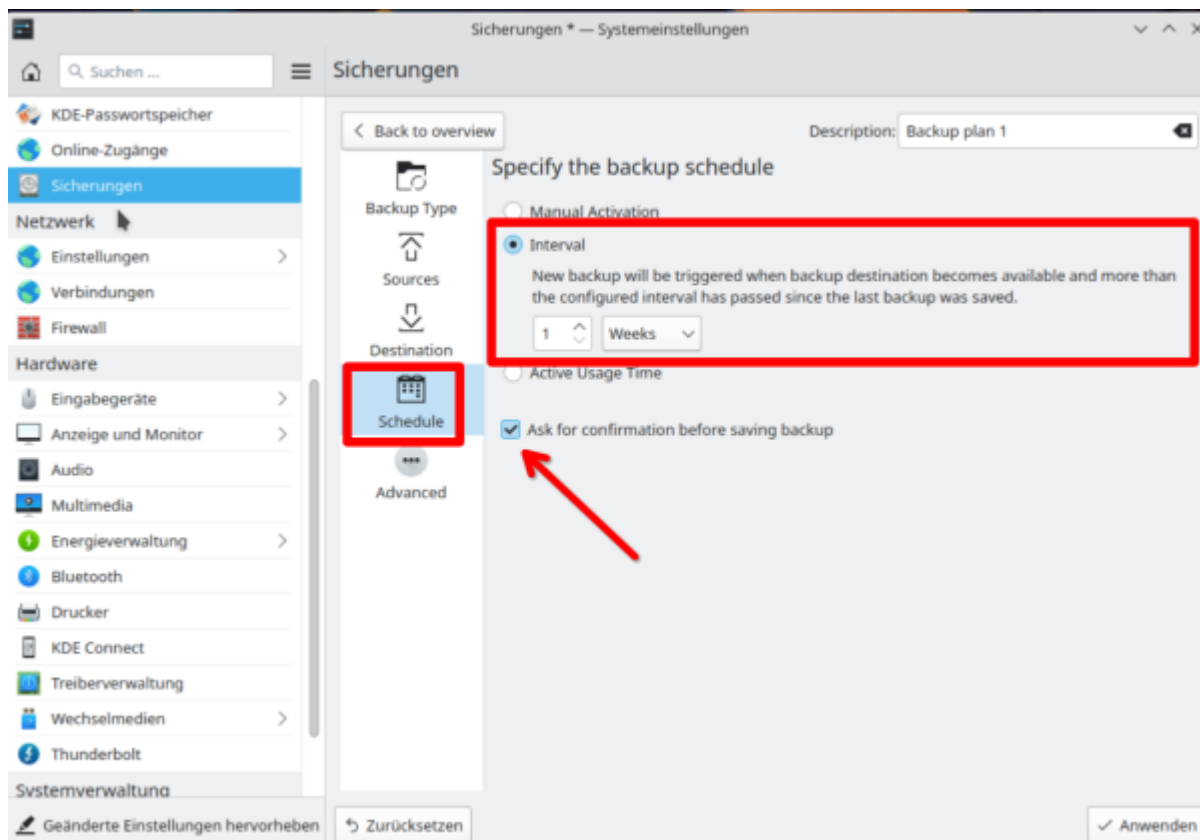 Sicherungen * — Systemeinstellungen
Suchen ...
Sicherungen
KDE-Passwortspeicher
Online-Zugänge
Sicherungen
Netzwerk
Einstellungen
Verbindungen
Firewall
Hardware
Eingabegeräte
Anzeige und Monitor
Audio
Multimedia
Energieverwaltung
Bluetooth
Drucker
KDE Connect
Treiberverwaltung
Wechselmedien
Thunderbolt
Systemverwaltung
Geänderte Einstellungen hervorheben
Back to overview
Description: Backup plan 1
Backup Type
Sources
Destination
Schedule
Advanced
Specify the backup schedule
Manual Activation
Interval
New backup will be triggered when backup destination becomes available and more than
the configured interval has passed since the last backup was saved.
1 Weeks
Active Usage Time
Ask for confirmation before saving backup
Zurücksetzen
Anwenden